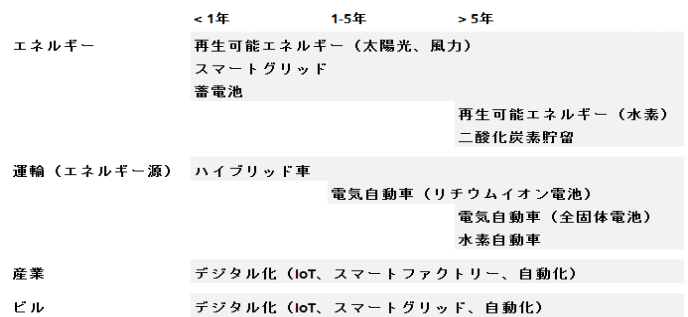 < 1年 1-5年 > 5年
エネルギー 再生可能エネルギー（太陽光、風力）
スマートグリッド
蓄電池
再生可能エネルギー（水素）
二酸化炭素貯留
運輸（エネルギー源） ハイブリッド車
電気自動車（リチウムイオン電池）
電気自動車（全固体電池）
水素自動車
産業 デジタル化（IoT、スマートファクトリー、自動化）
ビル デジタル化（IoT、スマートグリッド、自動化）